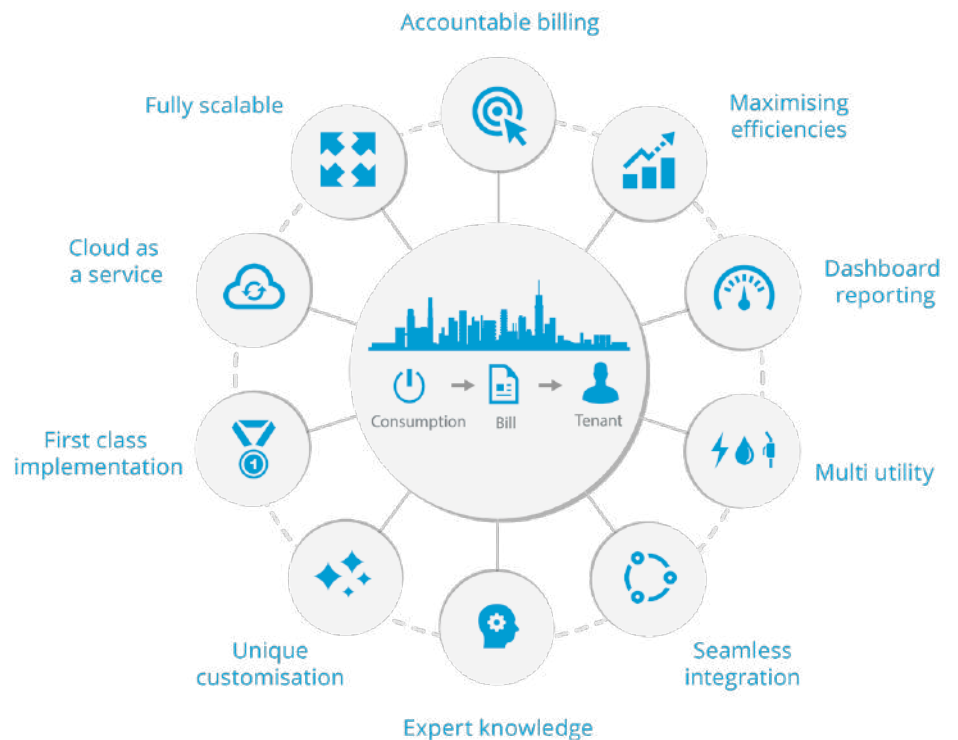 Accountable billing
Maximising
efficiencies
Dashboard
reporting
Multi utility
Seamless
integration
Expert knowledge
Unique
customisation
First class
implementation
1
Cloud as
a service
Fully scalable
Consumption
Bill
Tenant